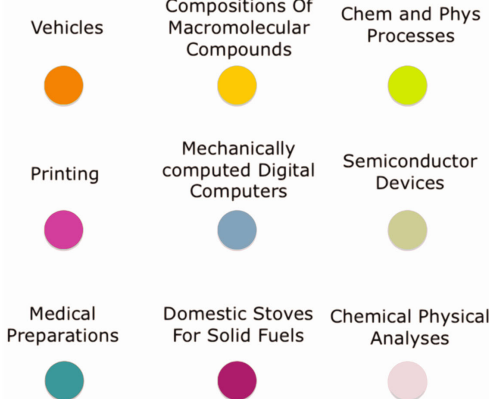 Vehicles
Compositions Of
Macromolecular
Compounds
Chem and Phys
Processes
Printing
Mechanically
computed Digital
Computers
Semiconductor
Devices
Medical
Preparations
Domestic Stoves
For Solid Fuels
Chemical Physical
Analyses